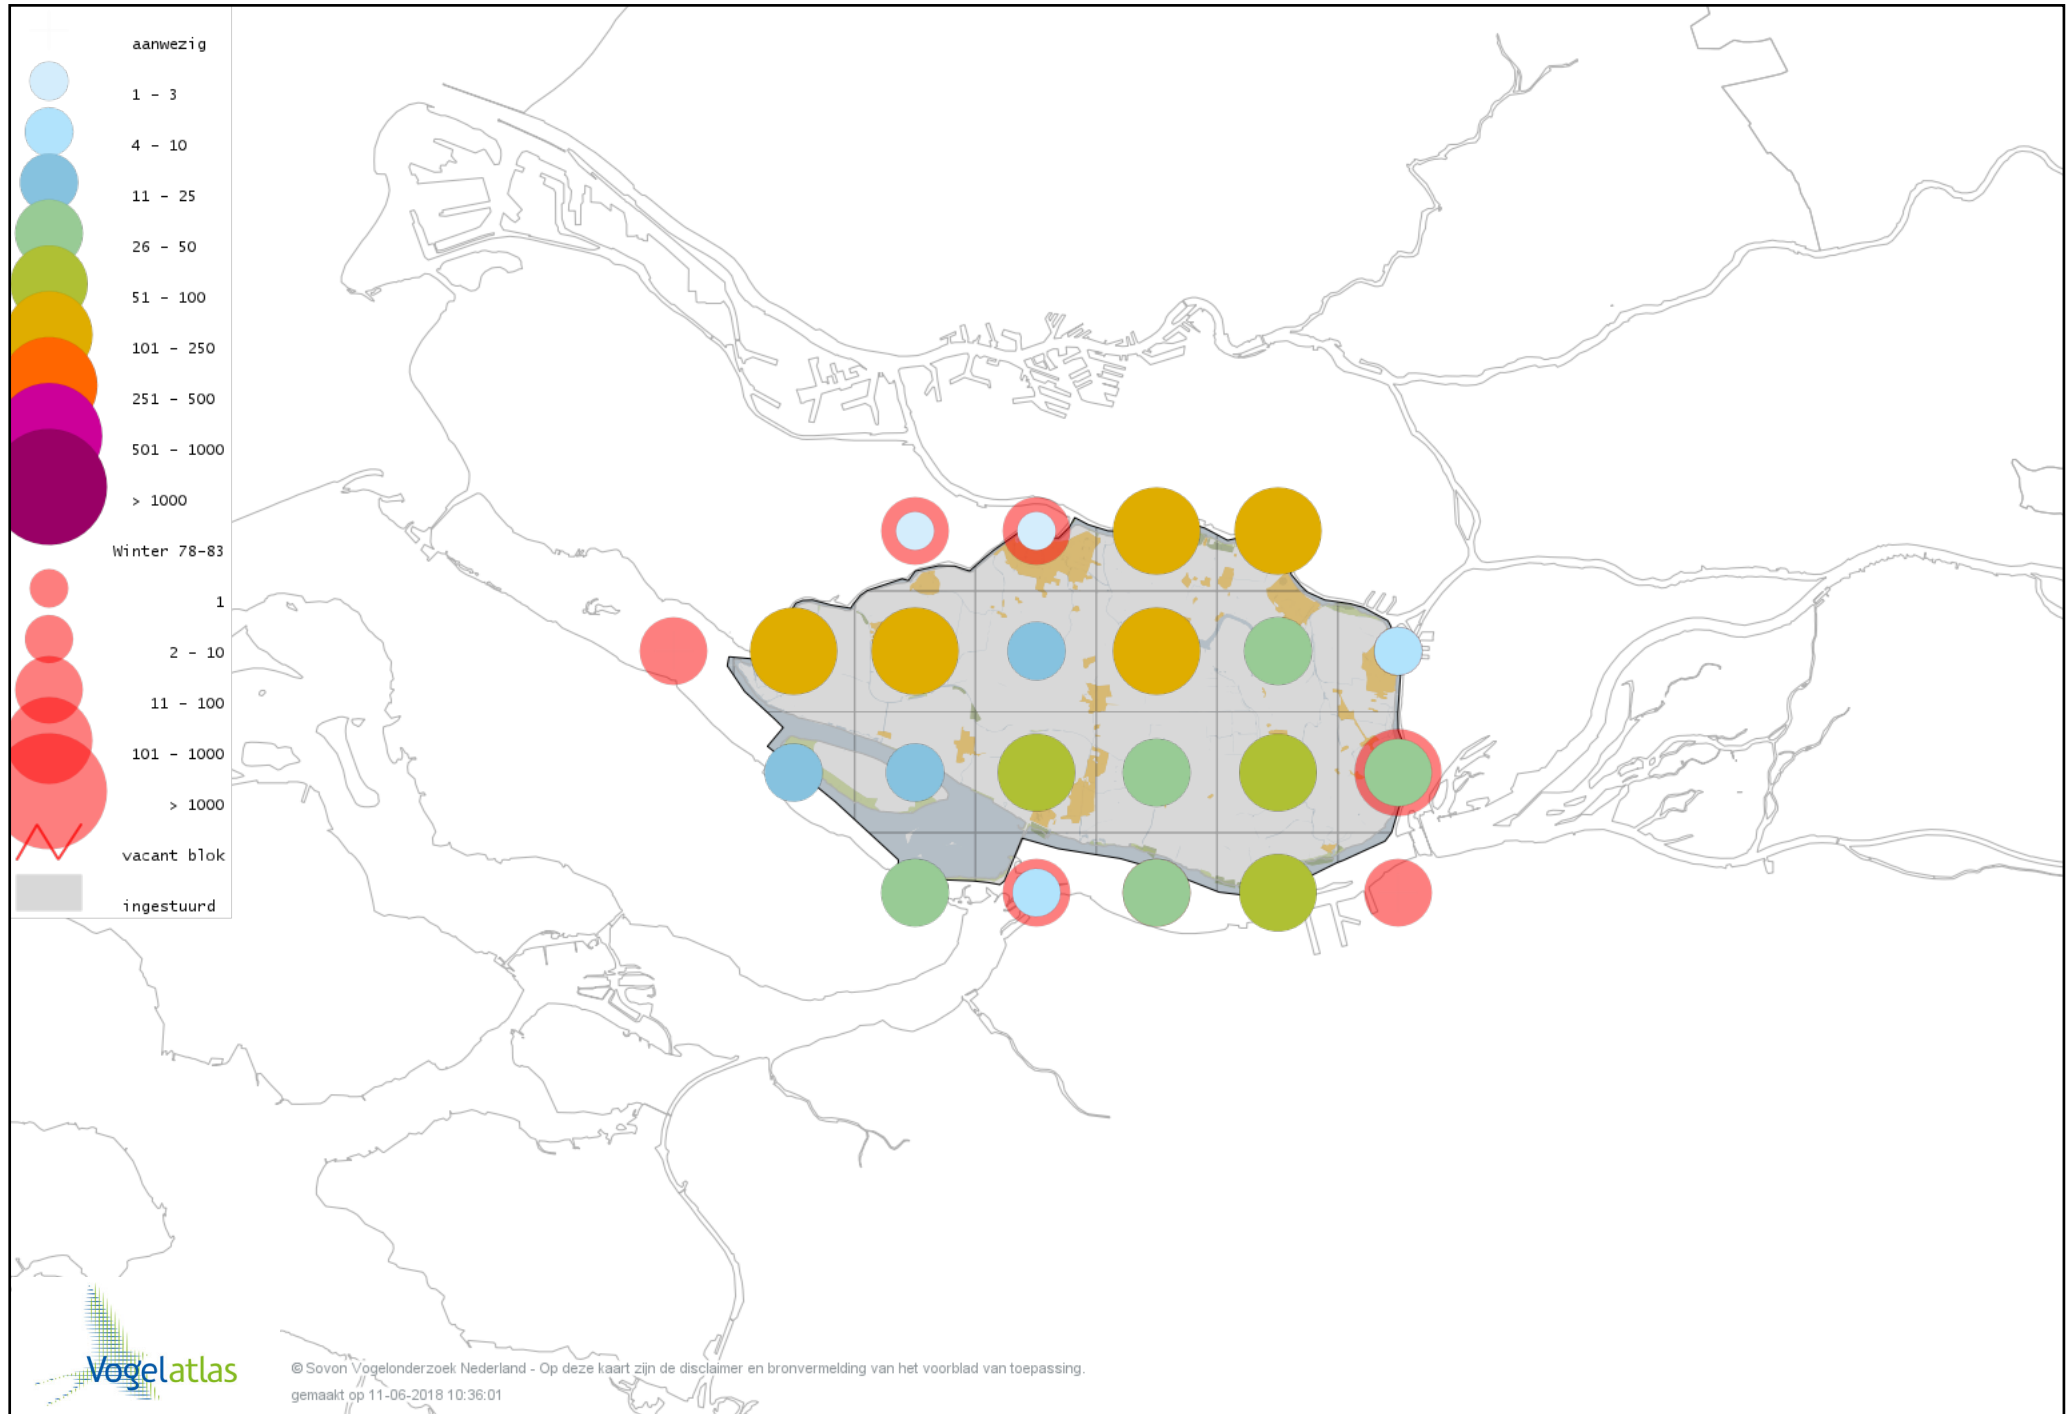 aanwezig
1 - 3
4 - 10
11 - 25
26 - 50
51 - 100
101 - 250
251 - 500
501 - 1000
> 1000
Winter 78-83
1
2 - 10
11 - 100
101 - 1000
> 1000
vacant blok
ingestuurd
Vogelatlas
© Sovon Vogelonderzoek Nederland - Op deze kaart zijn de disclaimer en bronvermelding van het voorblad van toepassing.
gemaakt op 11-06-2018 10:36:01